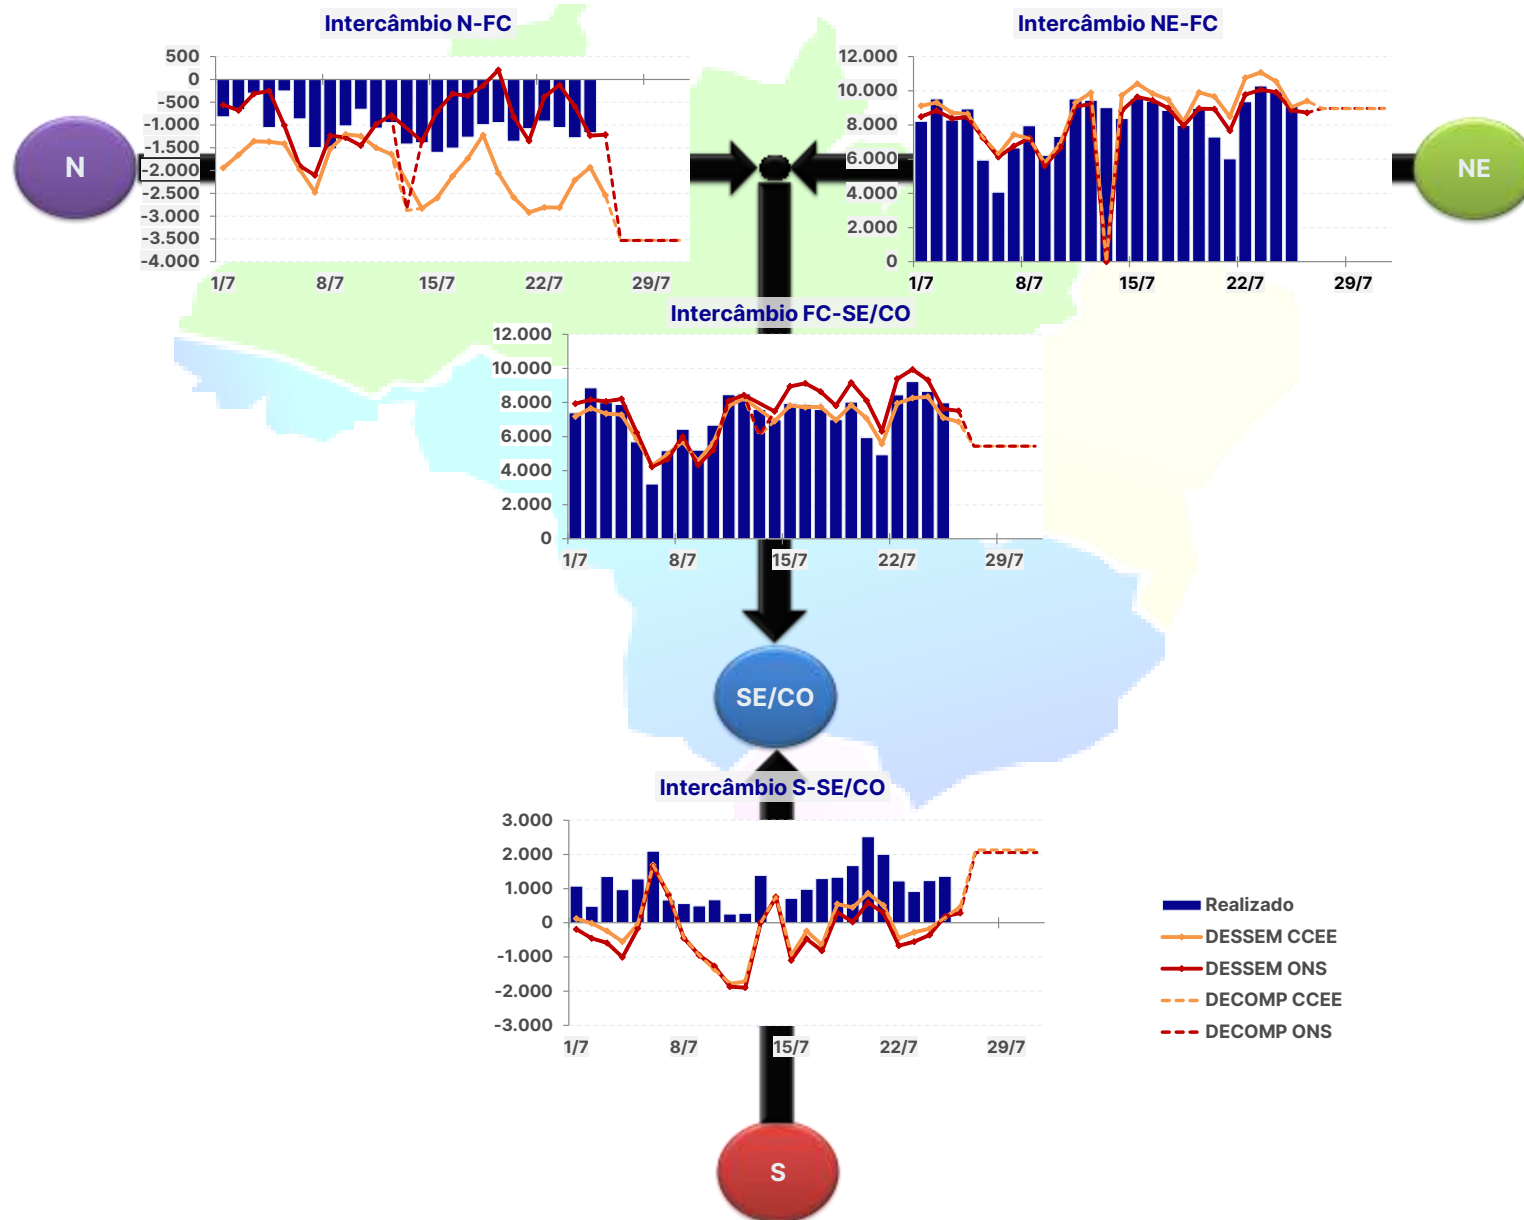 Intercâmbio N-FC
500
0
-500
-1.000
-1.500
-2.000
-2.500
-3.000
-3.500
-4.000
1/7 8/7 15/7 22/7 29/7
N
Intercâmbio NE-FC
12.000
10.000
8.000
6.000
4.000
2.000
0
1/7 8/7 15/7 22/7 29/7
NE
Intercâmbio FC-SE/CO
12.000
10.000
8.000
6.000
4.000
2.000
0
1/7 8/7 15/7 22/7 29/7
SE/CO
Intercâmbio S-SE/CO
3.000
2.000
1.000
0
-1.000
-2.000
-3.000
1/7 8/7 15/7 22/7 29/7
Realizado
DESSEM CCEE
DESSEM ONS
DECOMP CCEE
DECOMP ONS
S